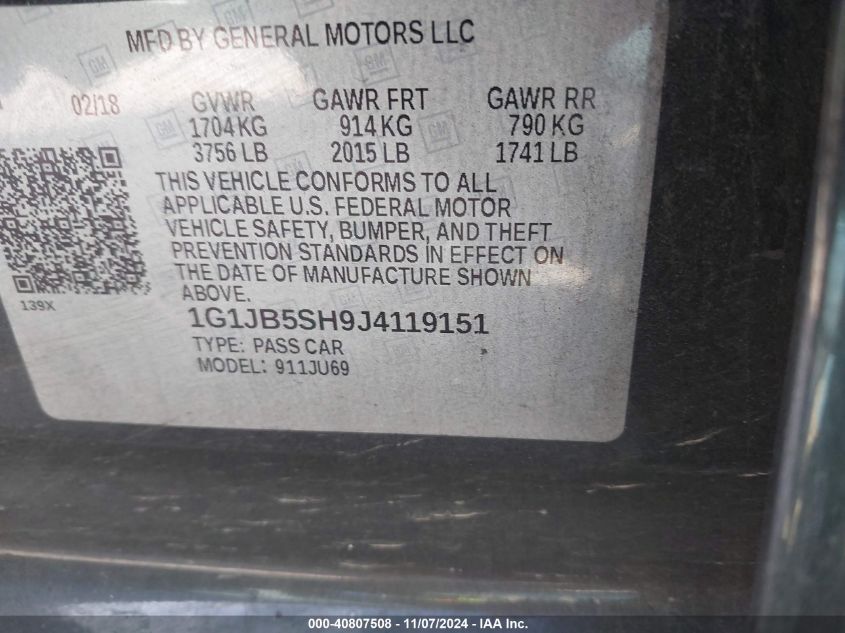 MFD BY GENERAL MOTORS LLC
02/18 GVWR GAWR FRT GAWR RR
1704 KG 914 KG 790 KG
3756 LB 2015 LB 1741 LB
THIS VEHICLE CONFORMS TO ALL
APPLICABLE U.S. FEDERAL MOTOR
VEHICLE SAFETY, BUMPER, AND THEFT
PREVENTION STANDARDS IN EFFECT ON
THE DATE OF MANUFACTURE SHOWN
ABOVE.
139X
1G1JB5SH9J4119151
TYPE: PASS CAR
MODEL: 911JU69
000-40807508 - 11/07/2024 - IAA Inc.